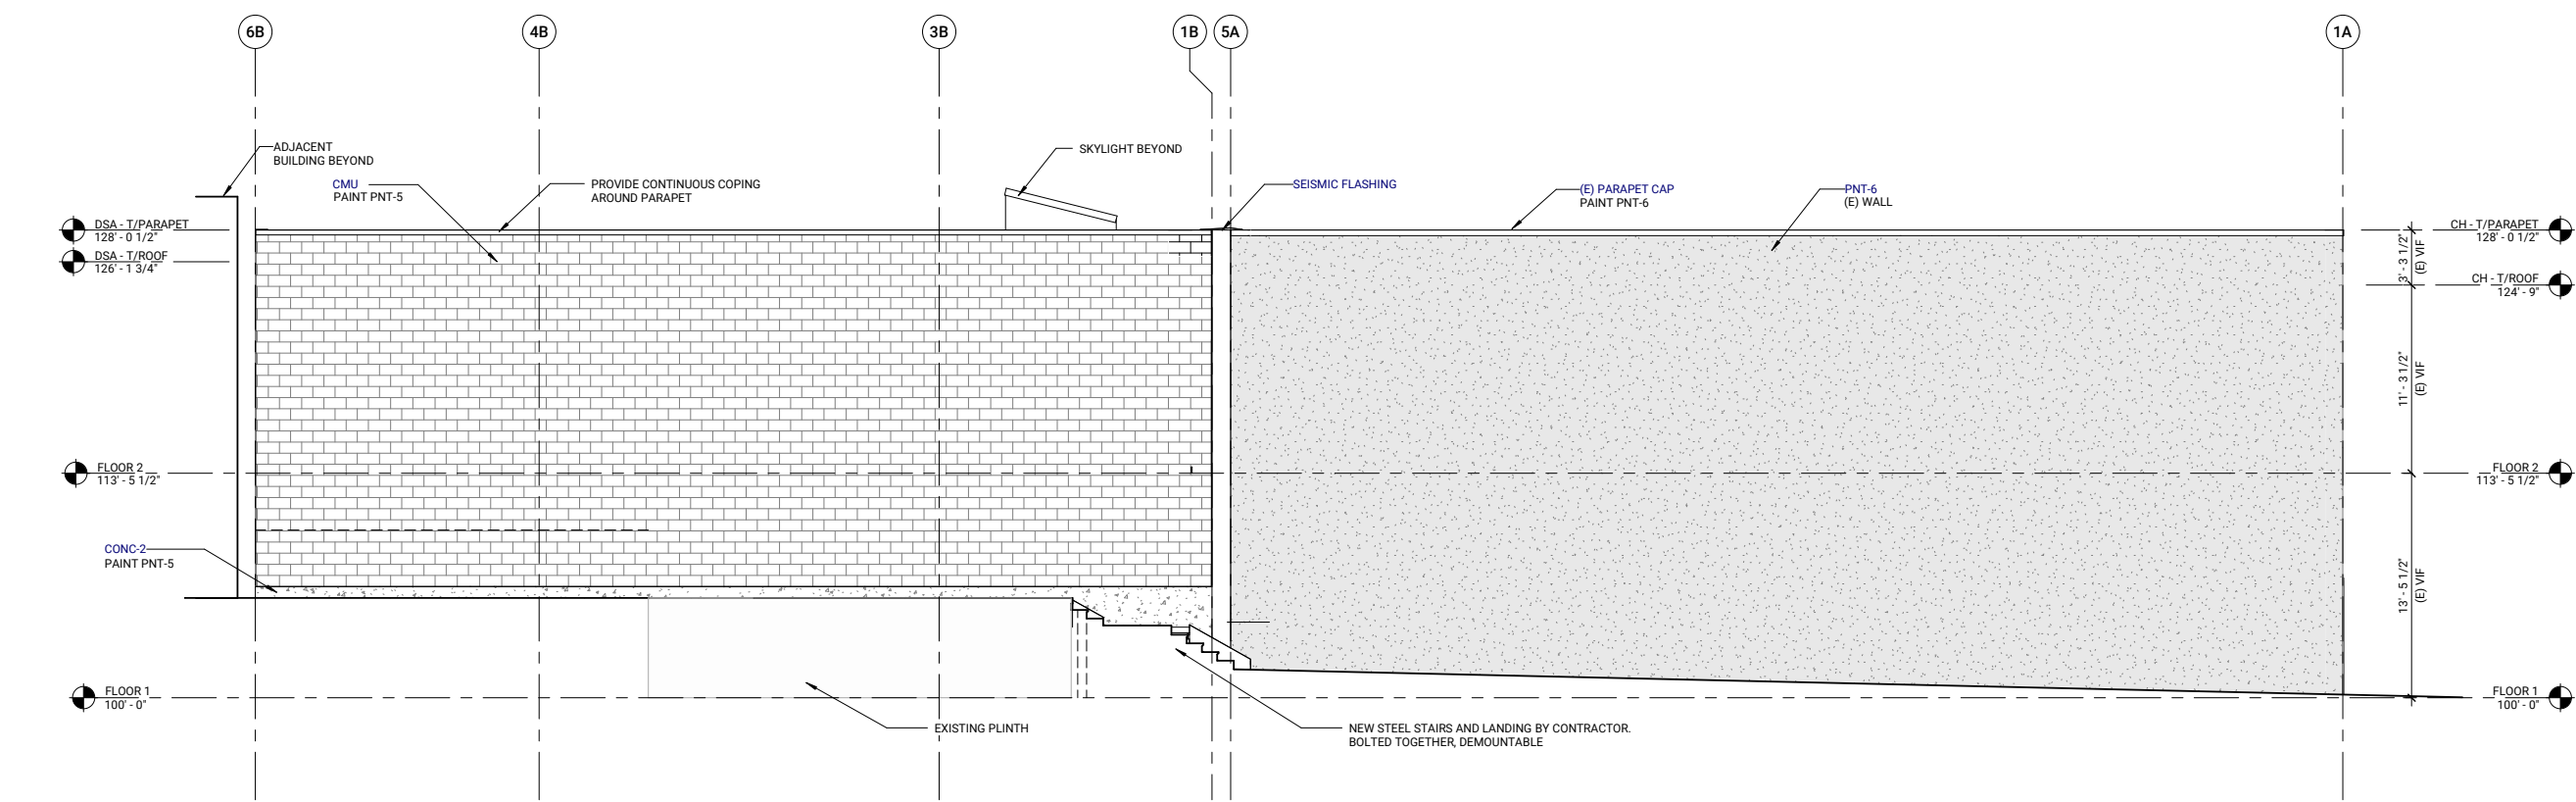 6B
4B
3B
1B
5A
1A
ADJACENT
BUILDING BEYOND
CMU
PAINT PNT-5
PROVIDE CONTINUOUS COPING
AROUND PARAPET
SKYLIGHT BEYOND
SEISMIC FLASHING
(E) PARAPET CAP
PAINT PNT-6
PNT-6
(E) WALL
DSA - T/PARAPET
128' - 0 1/2"
DSA - T/ROOF
126' - 1 3/4"
CH - T/PARAPET
128' - 0 1/2"
3' - 3 1/2"
(E) VIF
CH - T/ROOF
124' - 9"
11' - 3 1/2"
(E) VIF
FLOOR 2
113' - 5 1/2"
FLOOR 2
113' - 5 1/2"
CONC-2
PAINT PNT-5
13' - 5 1/2"
(E) VIF
FLOOR 1
100' - 0"
FLOOR 1
100' - 0"
EXISTING PLINTH
NEW STEEL STAIRS AND LANDING BY CONTRACTOR.
BOLTED TOGETHER, DEMOUNTABLE